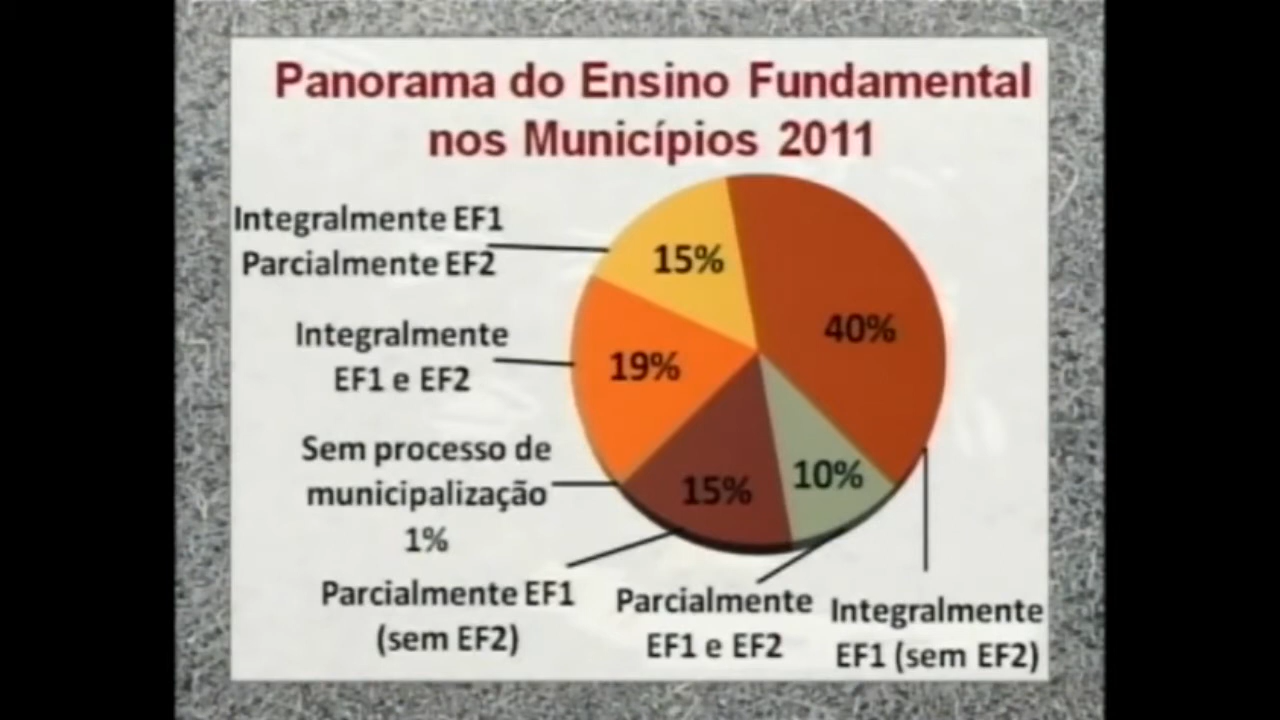 Panorama do Ensino Fundamental
nos Municípios 2011
Integralmente EF1
Parcialmente EF2
15%
40%
Integralmente
EF1 e EF2
19%
Sem processo de
municipalização
1%
15%
10%
Parcialmente EF1
(sem EF2)
Parcialmente
EF1 e EF2
Integralmente
EF1 (sem EF2)